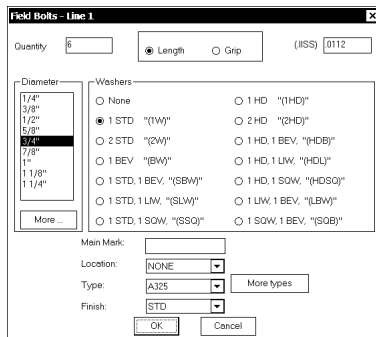 Field Bolts - Line 1
Quantity 6 Length Grip (.IISS) .0112
Diameter
1/4"
3/8"
1/2"
5/8"
3/4"
7/8"
1"
1 1/8"
1 1/4"
More ...
Washers
None 1 HD "(1HD)"
1 STD "(1W)" 2 HD "(2HD)"
2 STD "(2W)" 1 HD, 1 BEV, "(HDB)"
1 BEV "(BW)" 1 HD, 1 LIW, "(HDL)"
1 STD, 1 BEV, "(SBW)" 1 HD, 1 SQW, "(HDSQ)"
1 STD, 1 LIW, "(SLW)" 1 LIW, 1 BEV, "(LBW)"
1 STD, 1 SQW, "(SSQ)" 1 SQW, 1 BEV, "(SQB)"
Main Mark:
Location: NONE
Type: A325 More types
Finish: STD
OK Cancel